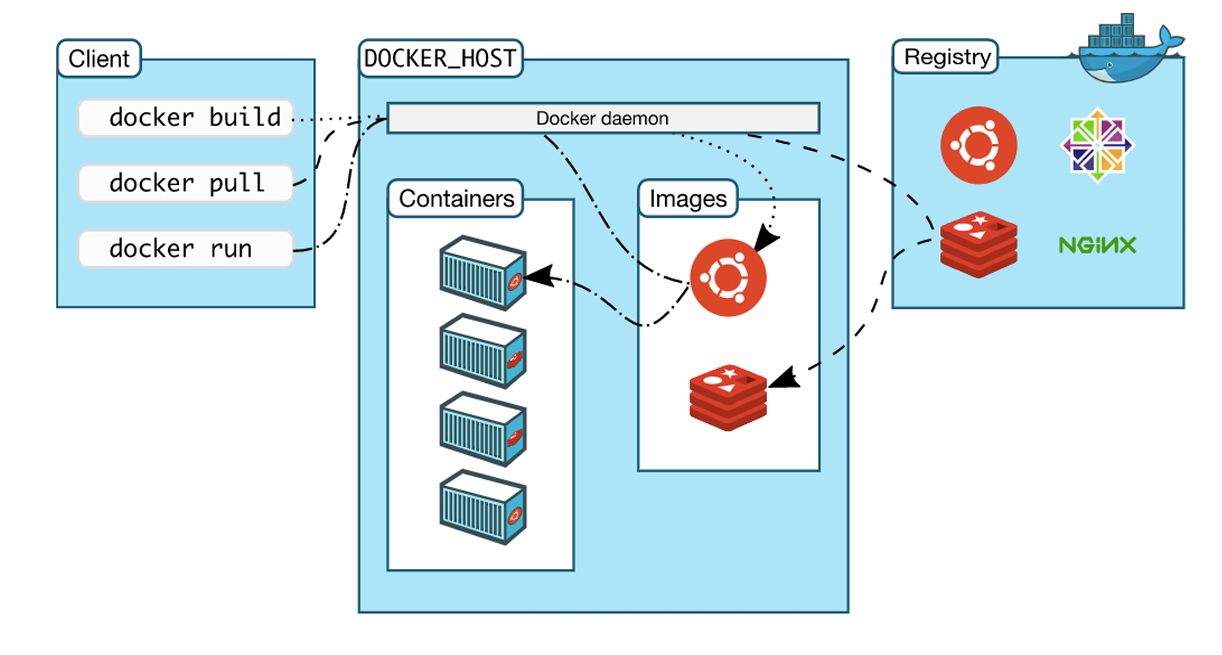 Client
docker build
docker pull
docker run
DOCKER_HOST
Docker daemon
Containers
Images
Registry
NGINX